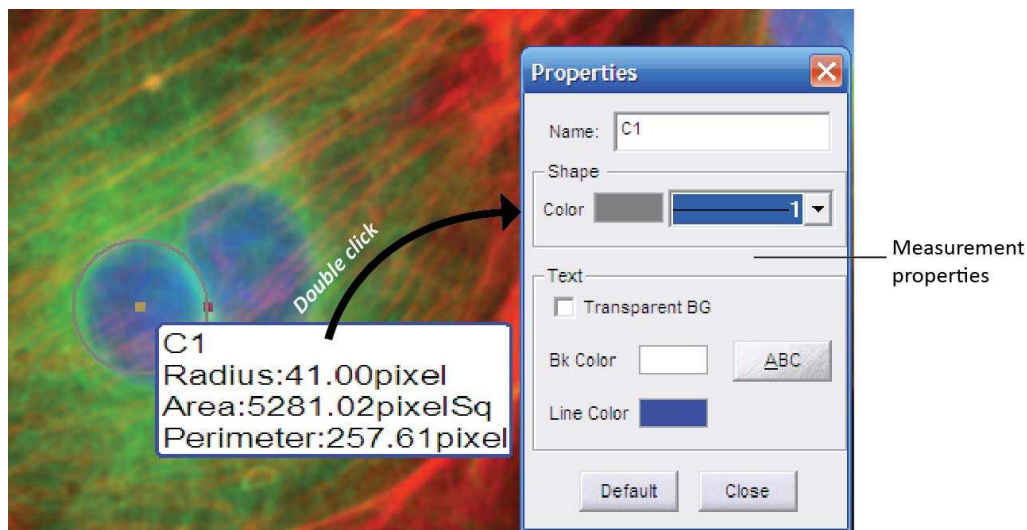 Properties
Name: C1
Shape
Color 1
Text
Transparent BG
Bk Color ABC
Line Color
Default Close
Double click
C1
Radius:41.00pixel
Area:5281.02pixelSq
Perimeter:257.61pixel
Measurement
properties